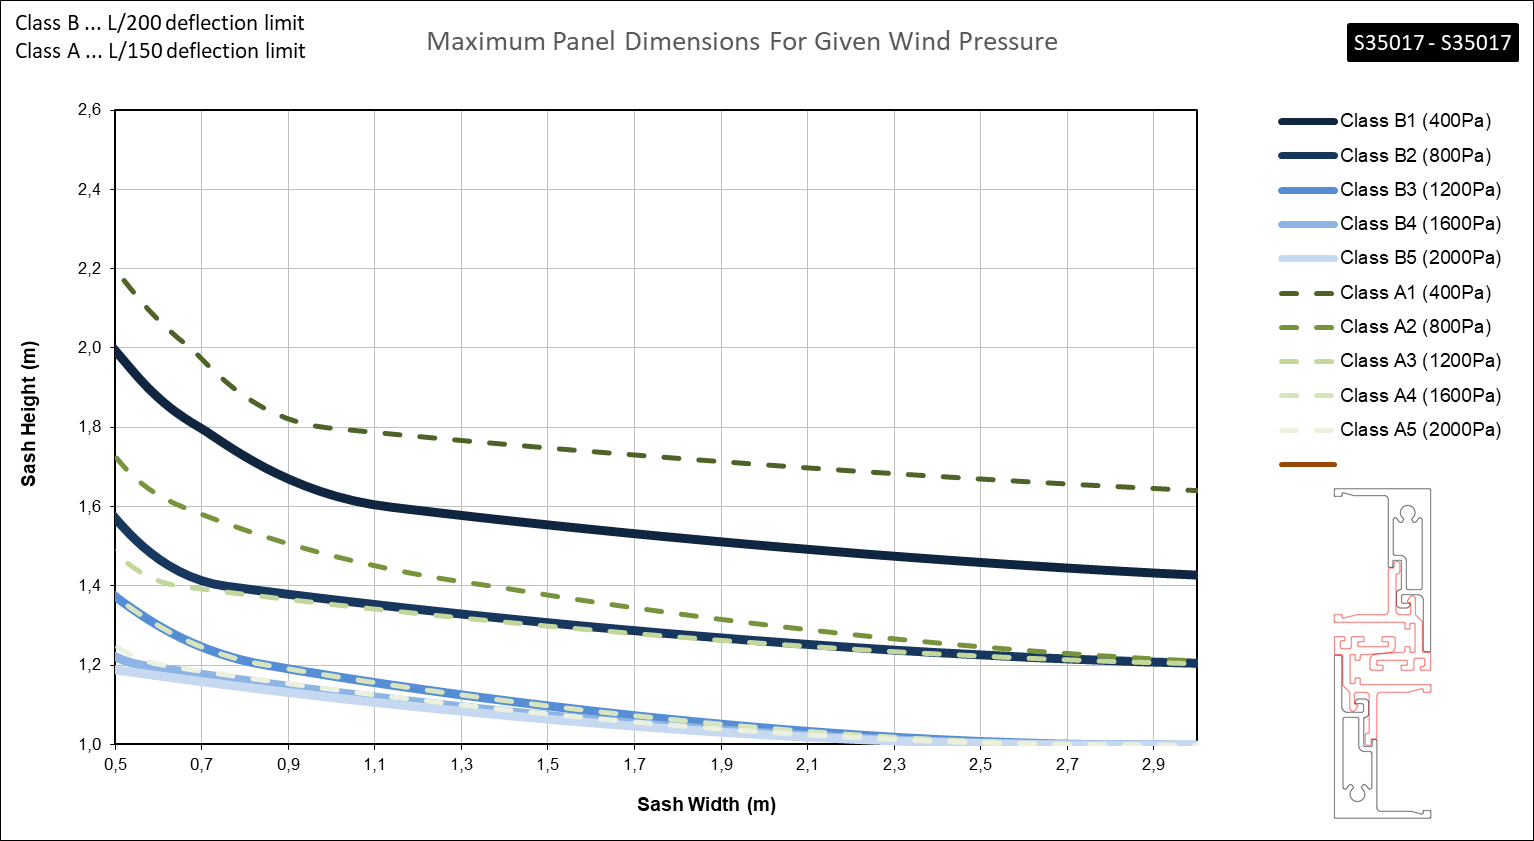 Class B ... L/200 deflection limit
Class A ... L/150 deflection limit
Maximum Panel Dimensions For Given Wind Pressure
S35017 - S35017
2,6
2,4
2,2
2,0
1,8
1,6
1,4
1,2
1,0
Sash Height (m)
0,5 0,7 0,9 1,1 1,3 1,5 1,7 1,9 2,1 2,3 2,5 2,7 2,9
Sash Width (m)
Class B1 (400Pa)
Class B2 (800Pa)
Class B3 (1200Pa)
Class B4 (1600Pa)
Class B5 (2000Pa)
Class A1 (400Pa)
Class A2 (800Pa)
Class A3 (1200Pa)
Class A4 (1600Pa)
Class A5 (2000Pa)